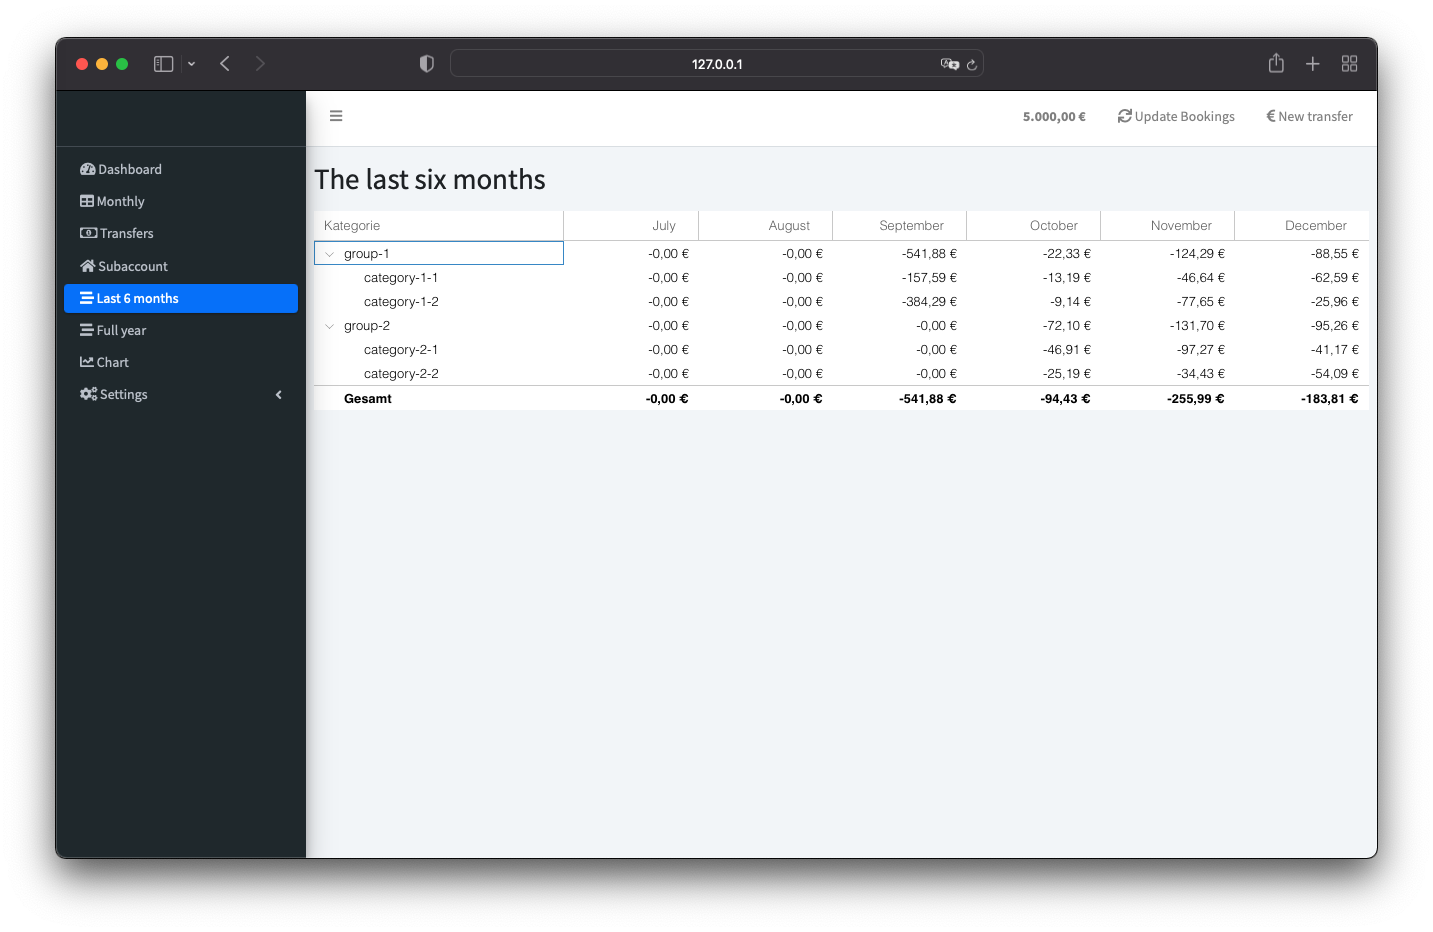 127.0.0.1
5.000,00 € Update Bookings € New transfer
Dashboard
Monthly
Transfers
Subaccount
Last 6 months
Full year
Chart
Settings
The last six months
Kategorie July August September October November December
group-1 -0,00 € -0,00 € -541,88 € -22,33 € -124,29 € -88,55 €
category-1-1 -0,00 € -0,00 € -157,59 € -13,19 € -46,64 € -62,59 €
category-1-2 -0,00 € -0,00 € -384,29 € -9,14 € -77,65 € -25,96 €
group-2 -0,00 € -0,00 € -0,00 € -72,10 € -131,70 € -95,26 €
category-2-1 -0,00 € -0,00 € -0,00 € -46,91 € -97,27 € -41,17 €
category-2-2 -0,00 € -0,00 € -0,00 € -25,19 € -34,43 € -54,09 €
Gesamt -0,00 € -0,00 € -541,88 € -94,43 € -255,99 € -183,81 €